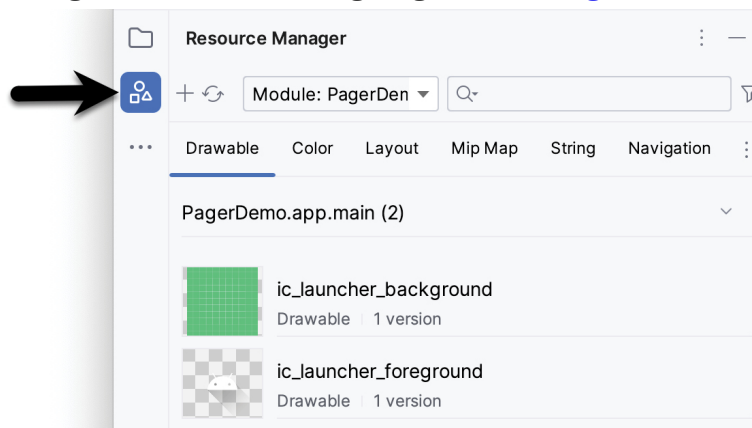 Resource Manager
Module: PagerDen
Drawable Color Layout Mip Map String Navigation
PagerDemo.app.main (2)
ic_launcher_background
Drawable 1 version
ic_launcher_foreground
Drawable 1 version